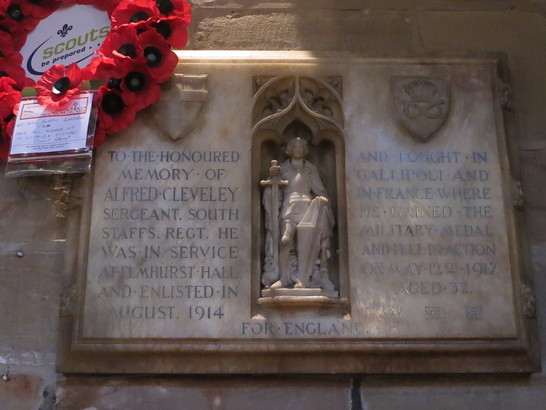 scouts
be prepared
TO·THE·HONOURED
MEMORY·OF
ALFRED·CLEVELEY
SERGEANT. SOUTH
STAFFS. REGT. HE
WAS·IN·SERVICE
AT·EMHURST·HALL
AND·ENLISTED·IN
AUGUST. 1914
AND·FOUGHT·IN
GALLIPOLI·AND
IN·FRANCE·WHERE
HE·GAINED·THE
MILITARY·MEDAL
AND·FELL·IN·ACTION
ON·MAY·12TH·1917
AGED·32.
FOR·ENGLAND.